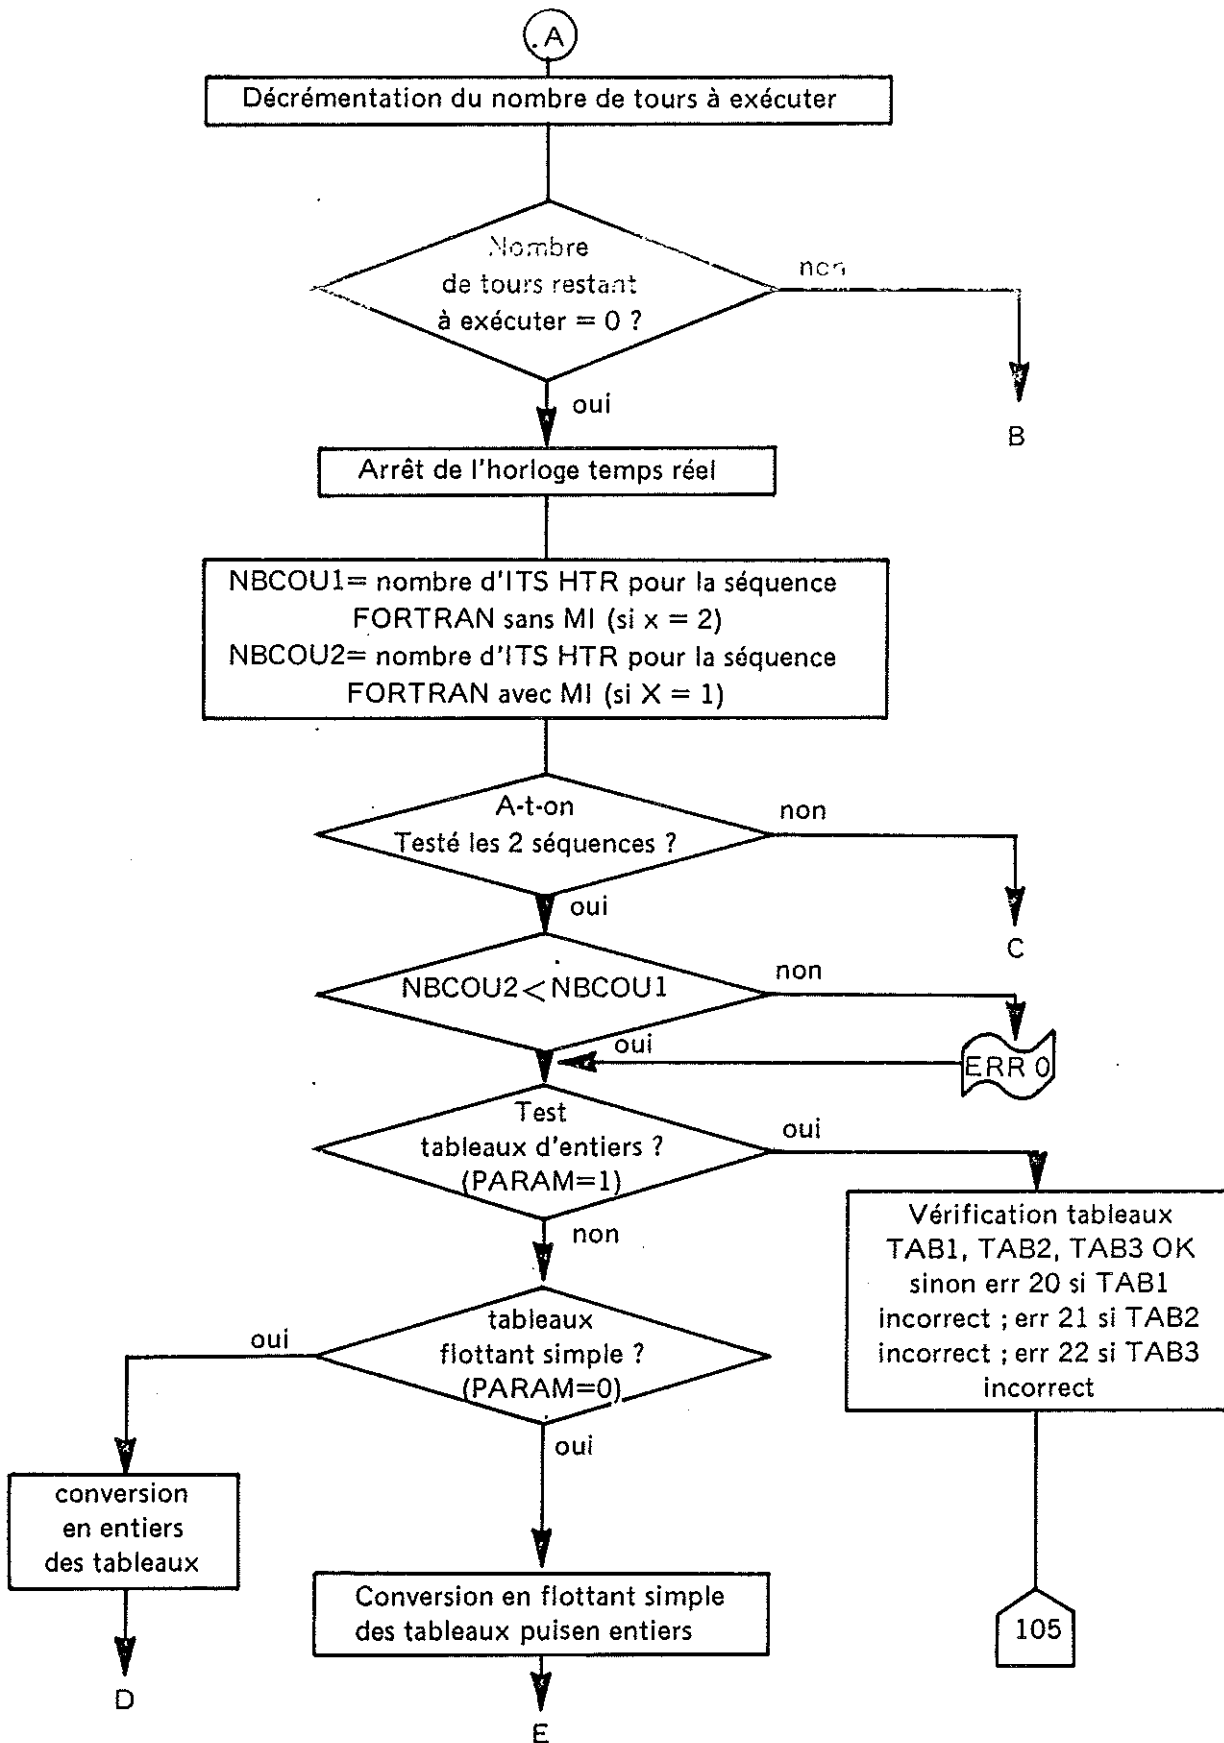 .A
Décrémentation du nombre de tours à exécuter
Nombre
de tours restant
à exécuter = 0 ?
non
oui
B
Arrêt de l'horloge temps réel
NBCOU1= nombre d'ITS HTR pour la séquence
FORTRAN sans MI (si x = 2)
NBCOU2= nombre d'ITS HTR pour la séquence
FORTRAN avec MI (si X = 1)
A-t-on
Testé les 2 séquences ?
non
oui
C
NBCOU2<NBCOU1
non
oui
ERR 0
Test
tableaux d'entiers ?
(PARAM=1)
oui
non
Vérification tableaux
TAB1, TAB2, TAB3 OK
sinon err 20 si TAB1
incorrect ; err 21 si TAB2
incorrect ; err 22 si TAB3
incorrect
tableaux
flottant simple ?
(PARAM=0)
oui
oui
conversion
en entiers
des tableaux
Conversion en flottant simple
des tableaux puisen entiers
105
D
E